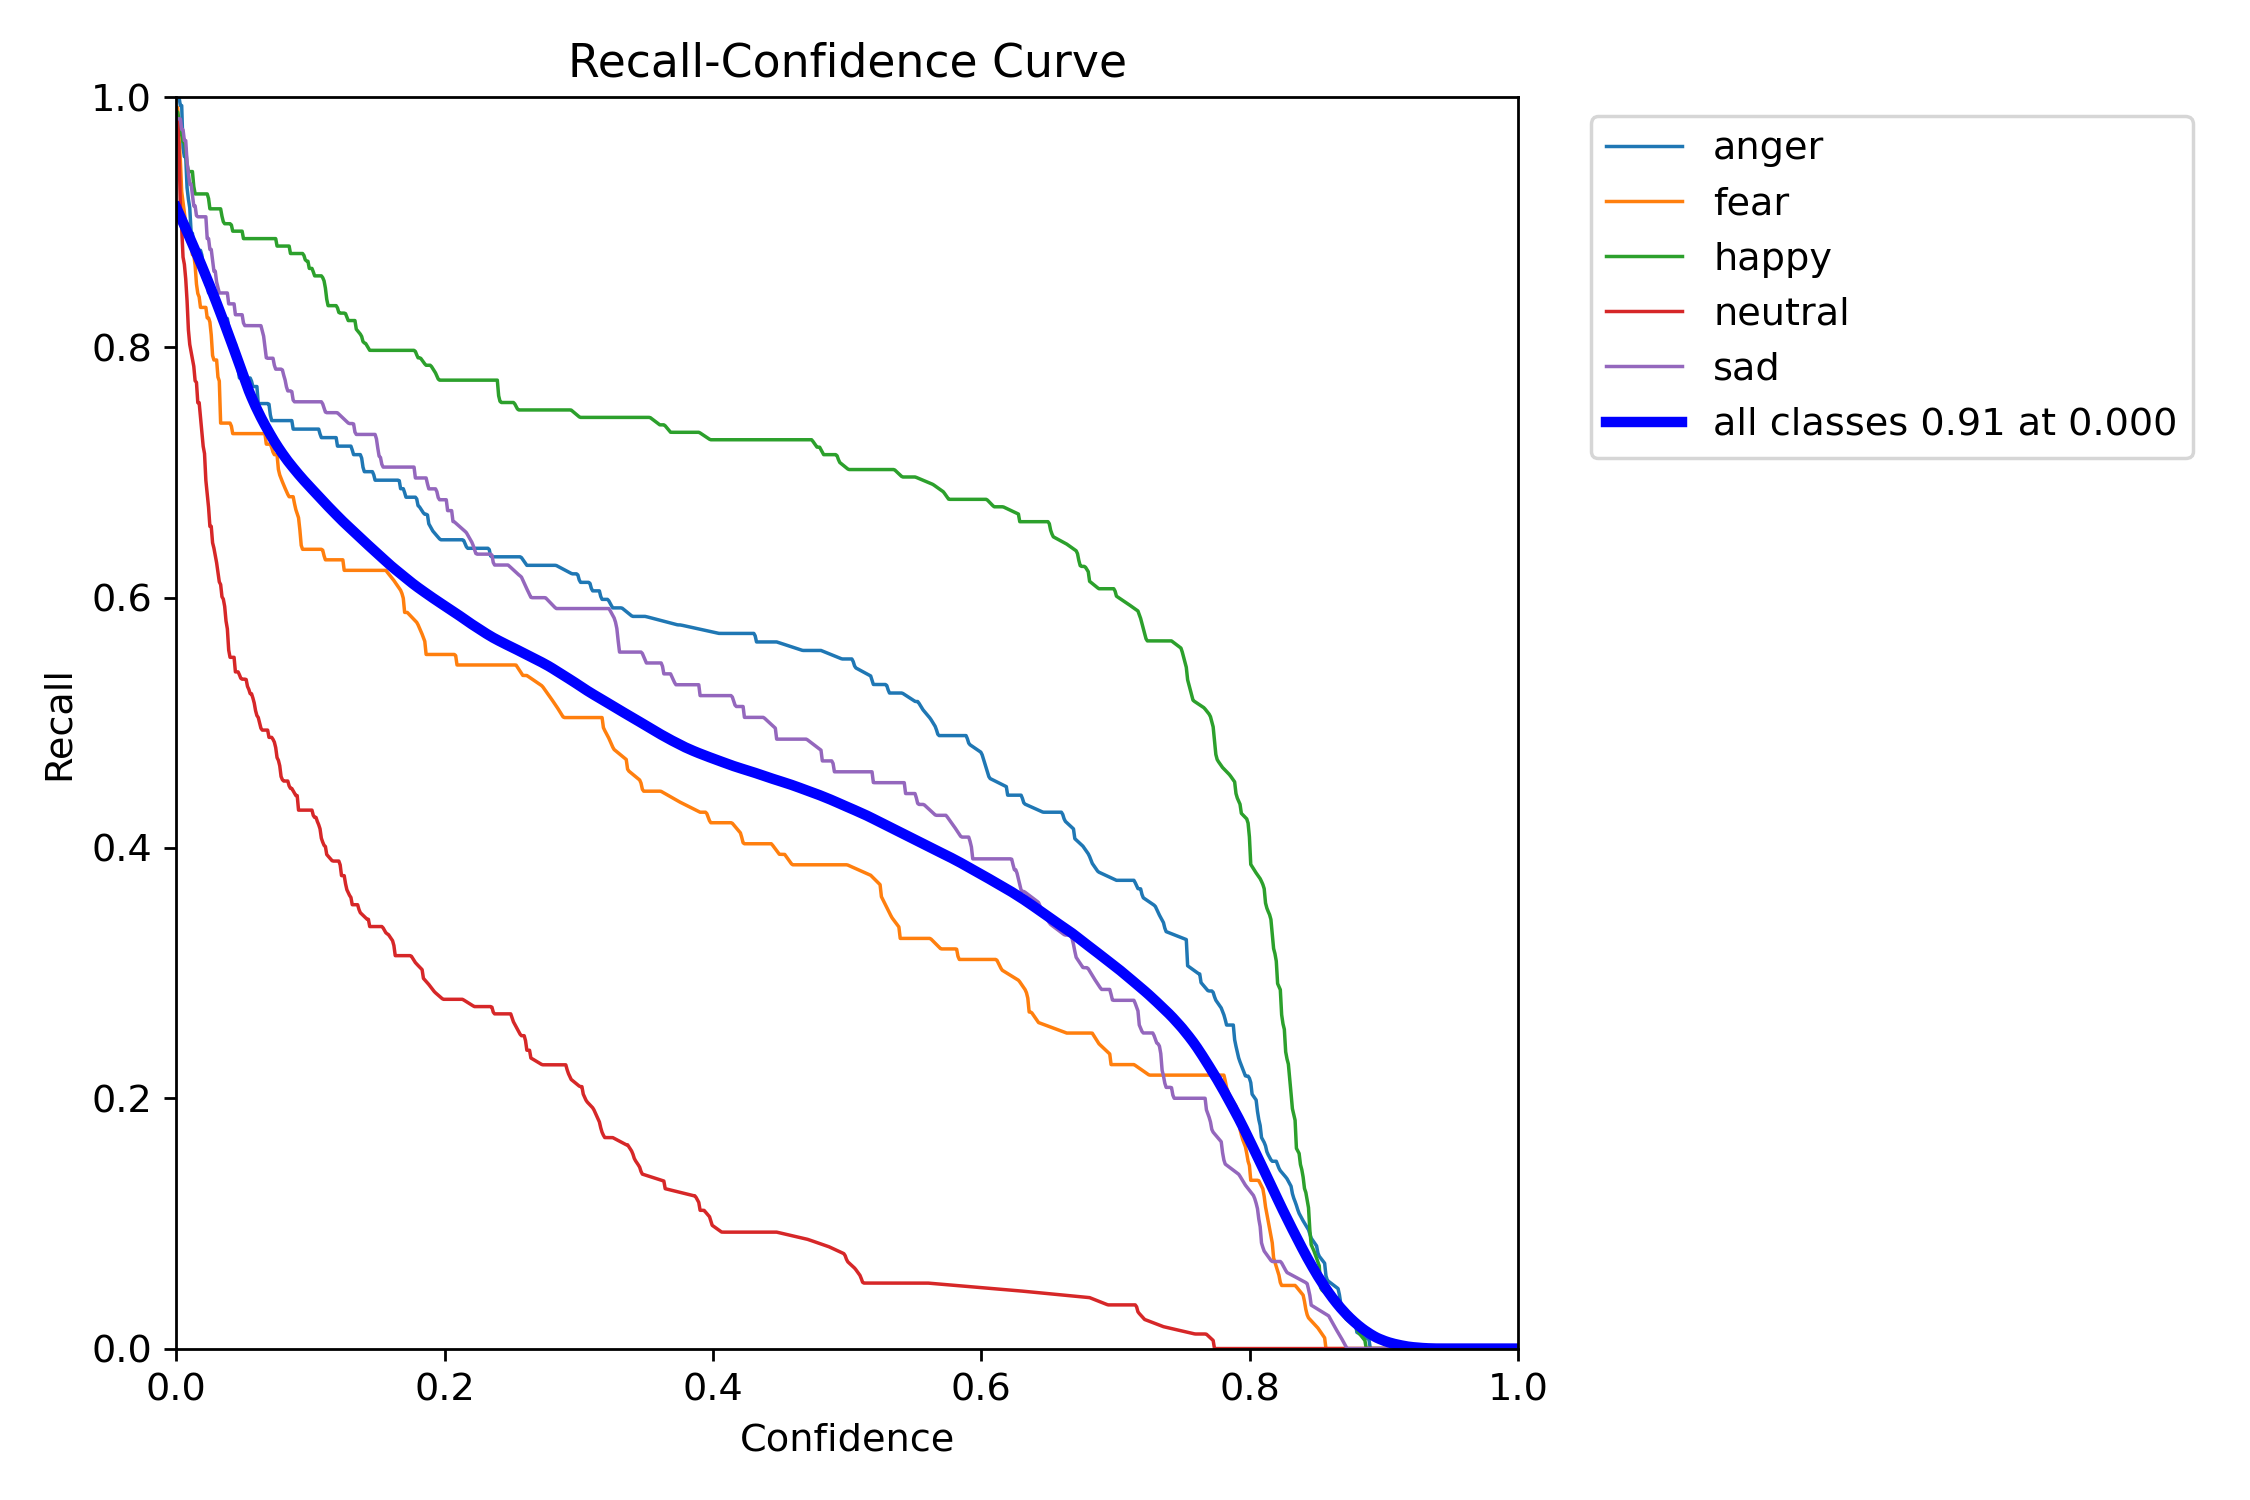 Recall-Confidence Curve
1.0
0.8
0.6
0.4
0.2
0.0
Recall
0.0 0.2 0.4 0.6 0.8 1.0
Confidence
anger
fear
happy
neutral
sad
all classes 0.91 at 0.000